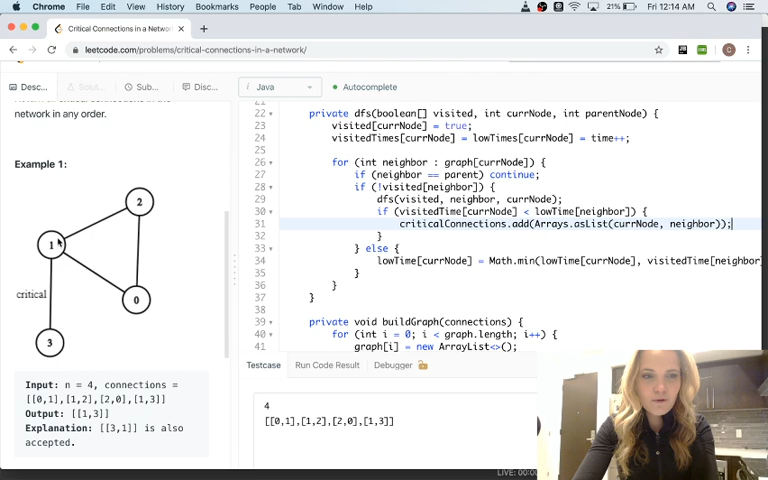 Chrome File Edit View History Bookmarks People Tab Window Help
21% Fri 12:14 AM
Critical Connections in a Networ
leetcode.com/problems/critical-connections-in-a-network/
Desc... Solut... Sub... Disc...
i Java Autocomplete
network in any order.
Example 1:
2
1
0
critical
3
Input: n = 4, connections =
[[0,1],[1,2],[2,0],[1,3]]
Output: [[1,3]]
Explanation: [[3,1]] is also
accepted.
21
22 private dfs(boolean[] visited, int currNode, int parentNode) {
23 visited[currNode] = true;
24 visitedTimes[currNode] = lowTimes[currNode] = time++;
25
26 for (int neighbor : graph[currNode]) {
27 if (neighbor == parent) continue;
28 if (!visited[neighbor]) {
29 dfs(visited, neighbor, currNode);
30 if (visitedTime[currNode] < lowTime[neighbor]) {
31 criticalConnections.add(Arrays.asList(currNode, neighbor));
32 }
33 } else {
34 lowTime[currNode] = Math.min(lowTime[currNode], visitedTime[neighbor]
35 }
36 }
37 }
38
39 private void buildGraph(connections) {
40 for (int i = 0; i < graph.length; i++) {
41 graph[i] = new ArrayList<>();
Testcase Run Code Result Debugger
4
[[0,1],[1,2],[2,0],[1,3]]